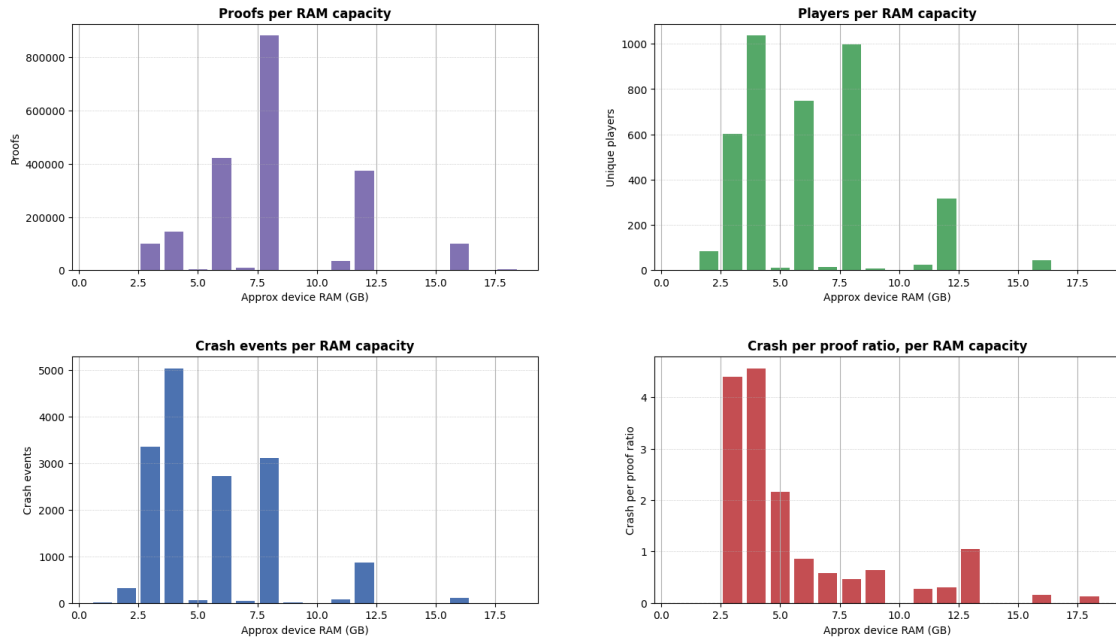 Proofs per RAM capacity
Proofs
800000
600000
400000
200000
0
0.0 2.5 5.0 7.5 10.0 12.5 15.0 17.5
Approx device RAM (GB)
Players per RAM capacity
Unique players
1000
800
600
400
200
0
0.0 2.5 5.0 7.5 10.0 12.5 15.0 17.5
Approx device RAM (GB)
Crash events per RAM capacity
Crash events
5000
4000
3000
2000
1000
0
0.0 2.5 5.0 7.5 10.0 12.5 15.0 17.5
Approx device RAM (GB)
Crash per proof ratio, per RAM capacity
Crash per proof ratio
4
3
2
1
0
0.0 2.5 5.0 7.5 10.0 12.5 15.0 17.5
Approx device RAM (GB)